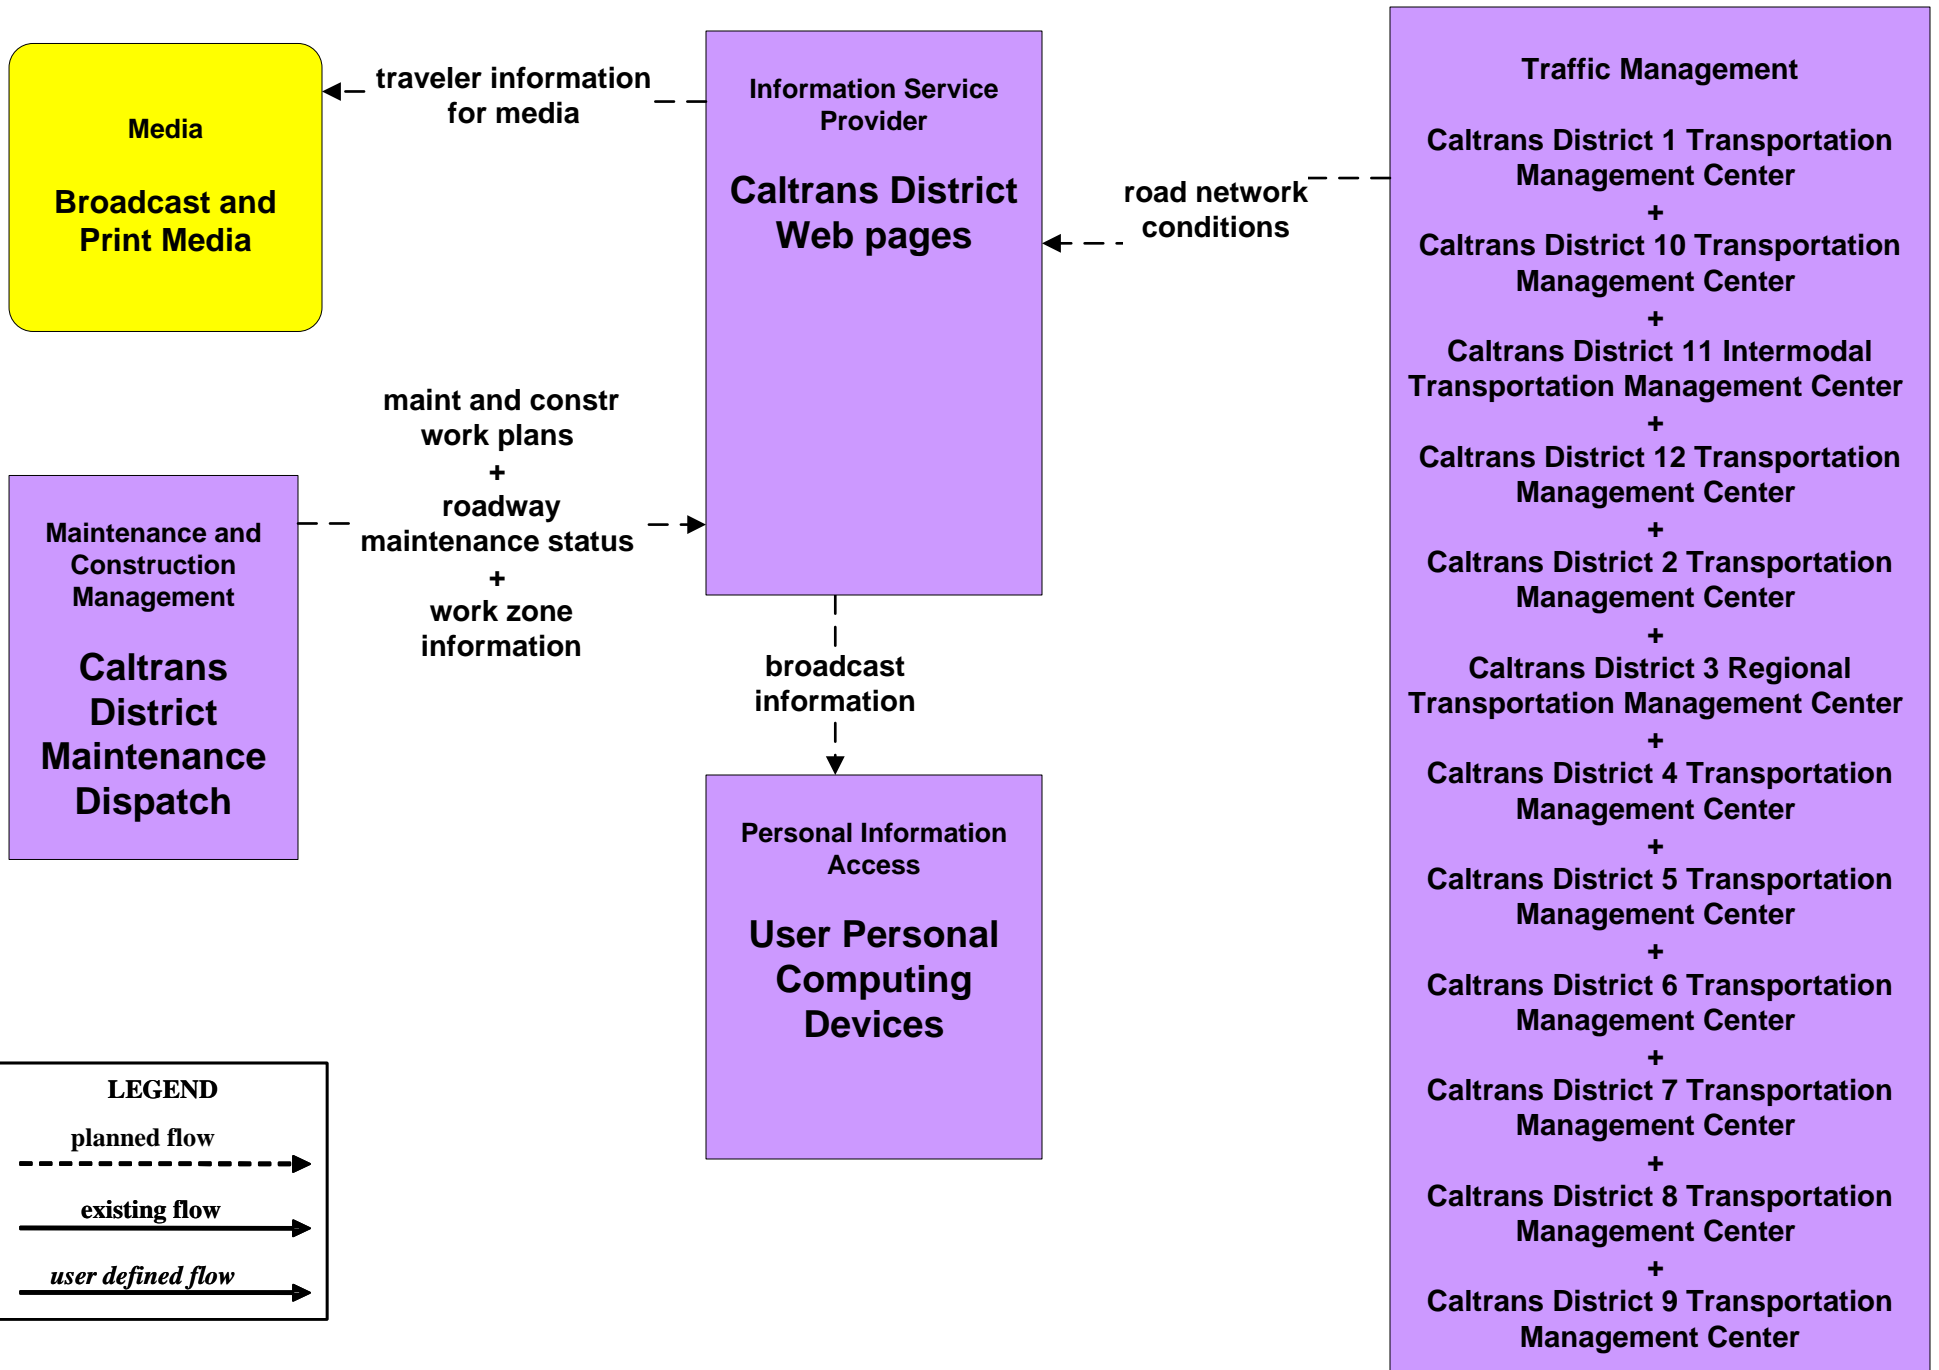 Media
Broadcast and
Print Media
traveler information
for media
Information Service
Provider
Caltrans District
Web pages
road network
conditions
Traffic Management
Caltrans District 1 Transportation
Management Center
+
Caltrans District 10 Transportation
Management Center
+
Caltrans District 11 Intermodal
Transportation Management Center
+
Caltrans District 12 Transportation
Management Center
+
Caltrans District 2 Transportation
Management Center
+
Caltrans District 3 Regional
Transportation Management Center
+
Caltrans District 4 Transportation
Management Center
+
Caltrans District 5 Transportation
Management Center
+
Caltrans District 6 Transportation
Management Center
+
Caltrans District 7 Transportation
Management Center
+
Caltrans District 8 Transportation
Management Center
+
Caltrans District 9 Transportation
Management Center
maint and constr
work plans
+
roadway
maintenance status
+
work zone
information
Maintenance and
Construction
Management
Caltrans
District
Maintenance
Dispatch
broadcast
information
Personal Information
Access
User Personal
Computing
Devices
LEGEND
planned flow
existing flow
user defined flow